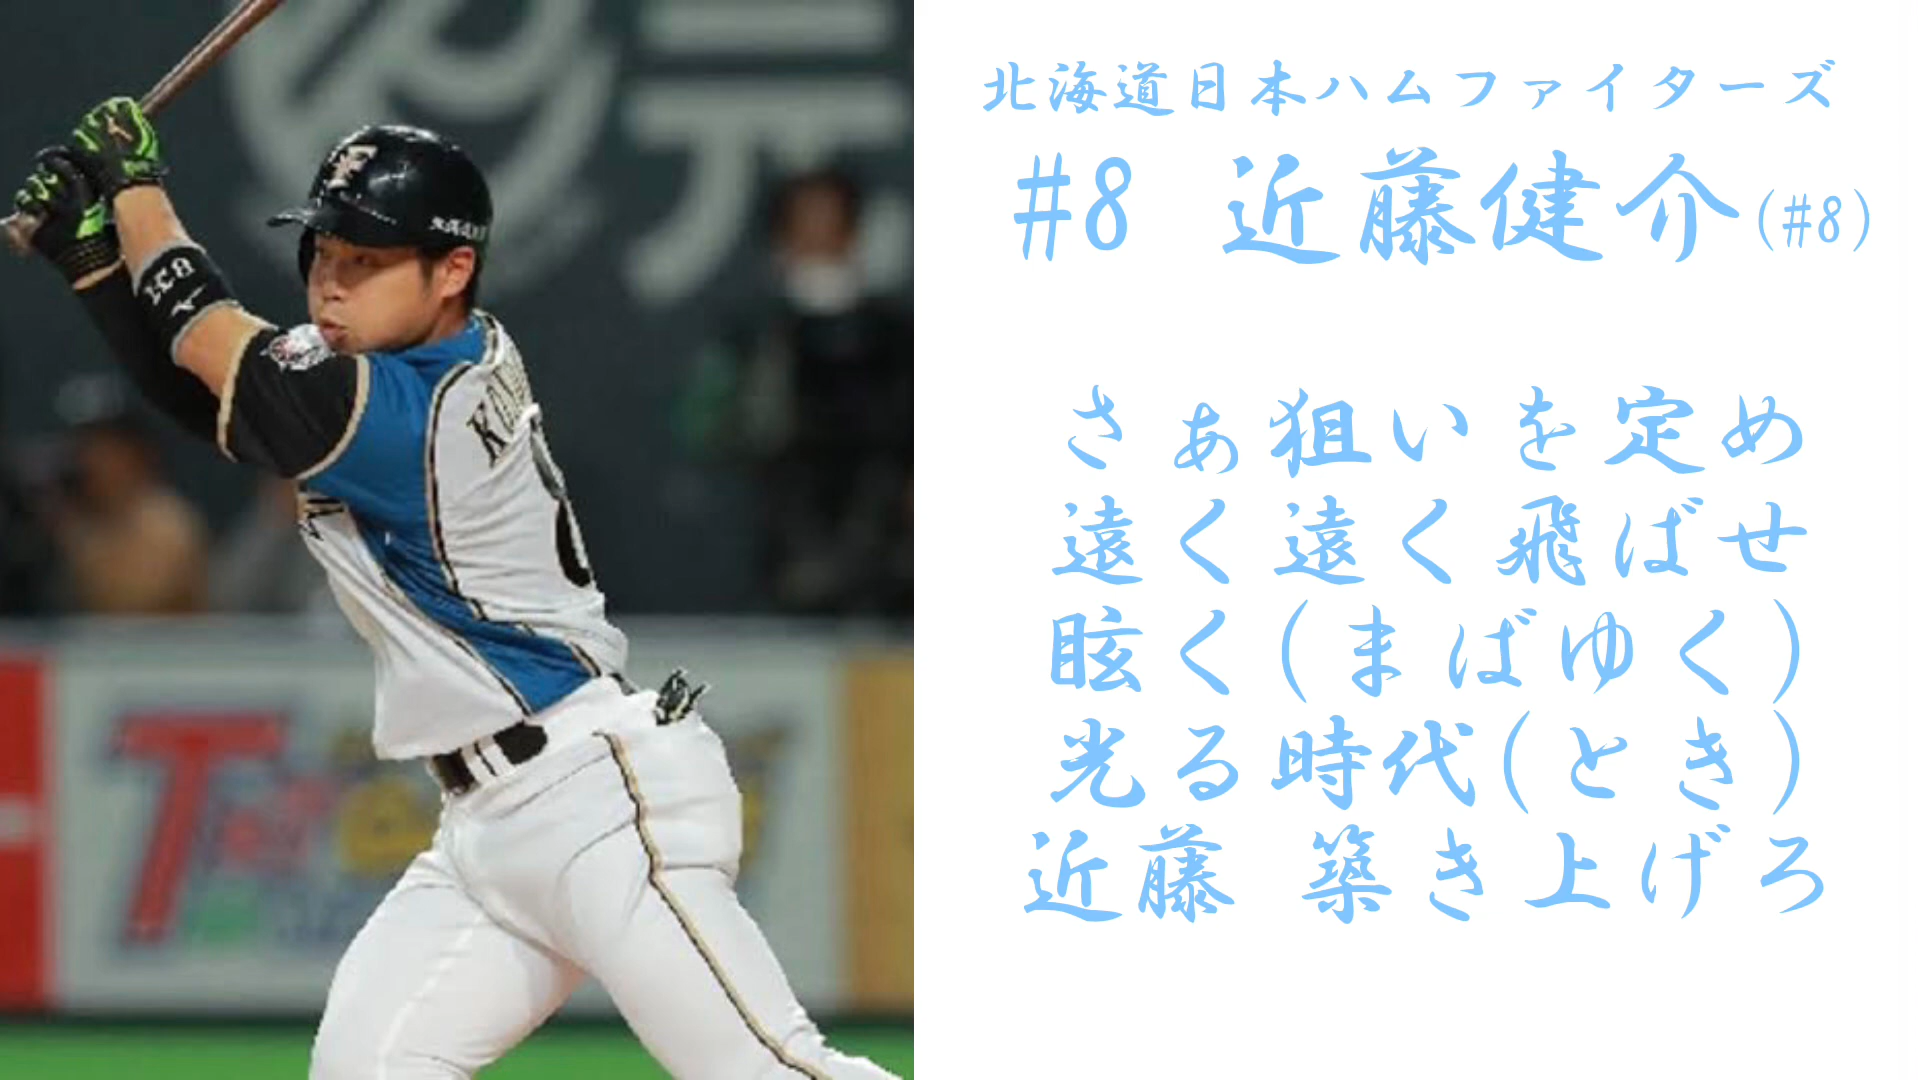 北海道日本ハムファイターズ
#8 近藤健介(#8)
さぁ狙いを定め
遠く遠く飛ばせ
眩く(まばゆく)
光る時代(とき)
近藤 築き上げろ